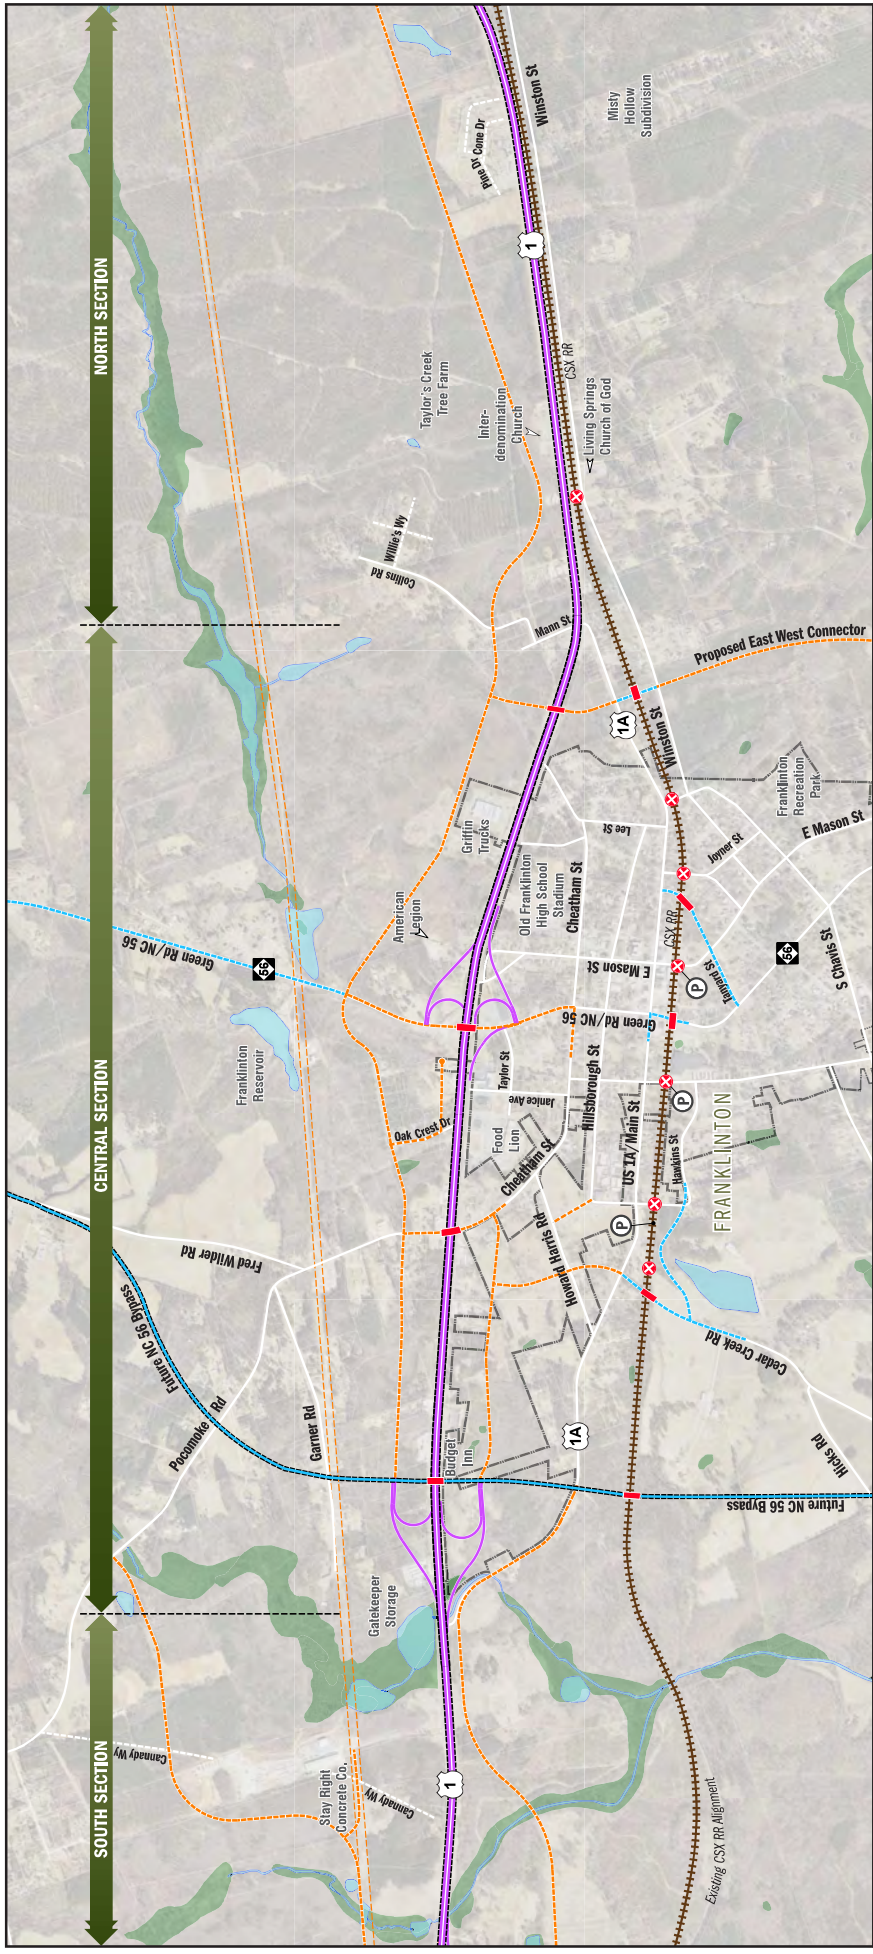 NORTH SECTION
Winston St
Misty
Hollow
Subdivision
Pine Dr
Cone Dr
1
CSX RR
Taylor's Creek
Tree Farm
Inter-
denomination
Church
Living Springs
Church of God
Willie's Wy
Collins Rd
Mann St
Proposed East West Connector
1A
Winston St
CENTRAL SECTION
Griffin
Trucks
Lee St
Franklinton
Recreation
Park
Joyner St
E Mason St
Old Franklinton
High School
Stadium
Cheatham St
American
Legion
Green Rd/NC 56
56
CSX RR
E Mason St
Tanyard St
56
S Chavis St
P
Green Rd/NC 56
Franklinton
Reservoir
Taylor St
Janice Ave
Hillsborough St
US 1A/Main St
P
FRANKLINTON
Oak Crest Dr
Food
Lion
Cheatham St
Hawkins St
P
Howard Harris Rd
Fred Wilder Rd
Future NC 56 Bypass
Pocomoke Rd
Garner Rd
Cedar Creek Rd
Budget
Inn
1A
Hicks Rd
Future NC 56 Bypass
Gatekeeper
Storage
SOUTH SECTION
Cannady Wy
Stay Right
Concrete Co,
Cannady Wy
1
Existing CSX RR Alignment